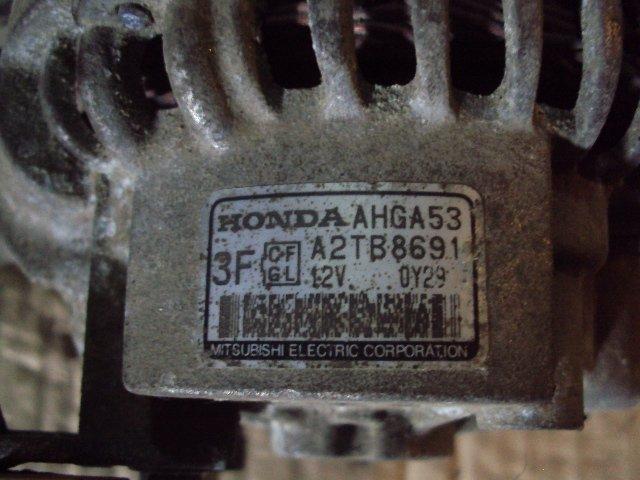 HONDA AHGA53
3F CF GL A2TB8691
12V 0Y29
MITSUBISHI ELECTRIC CORPORATION